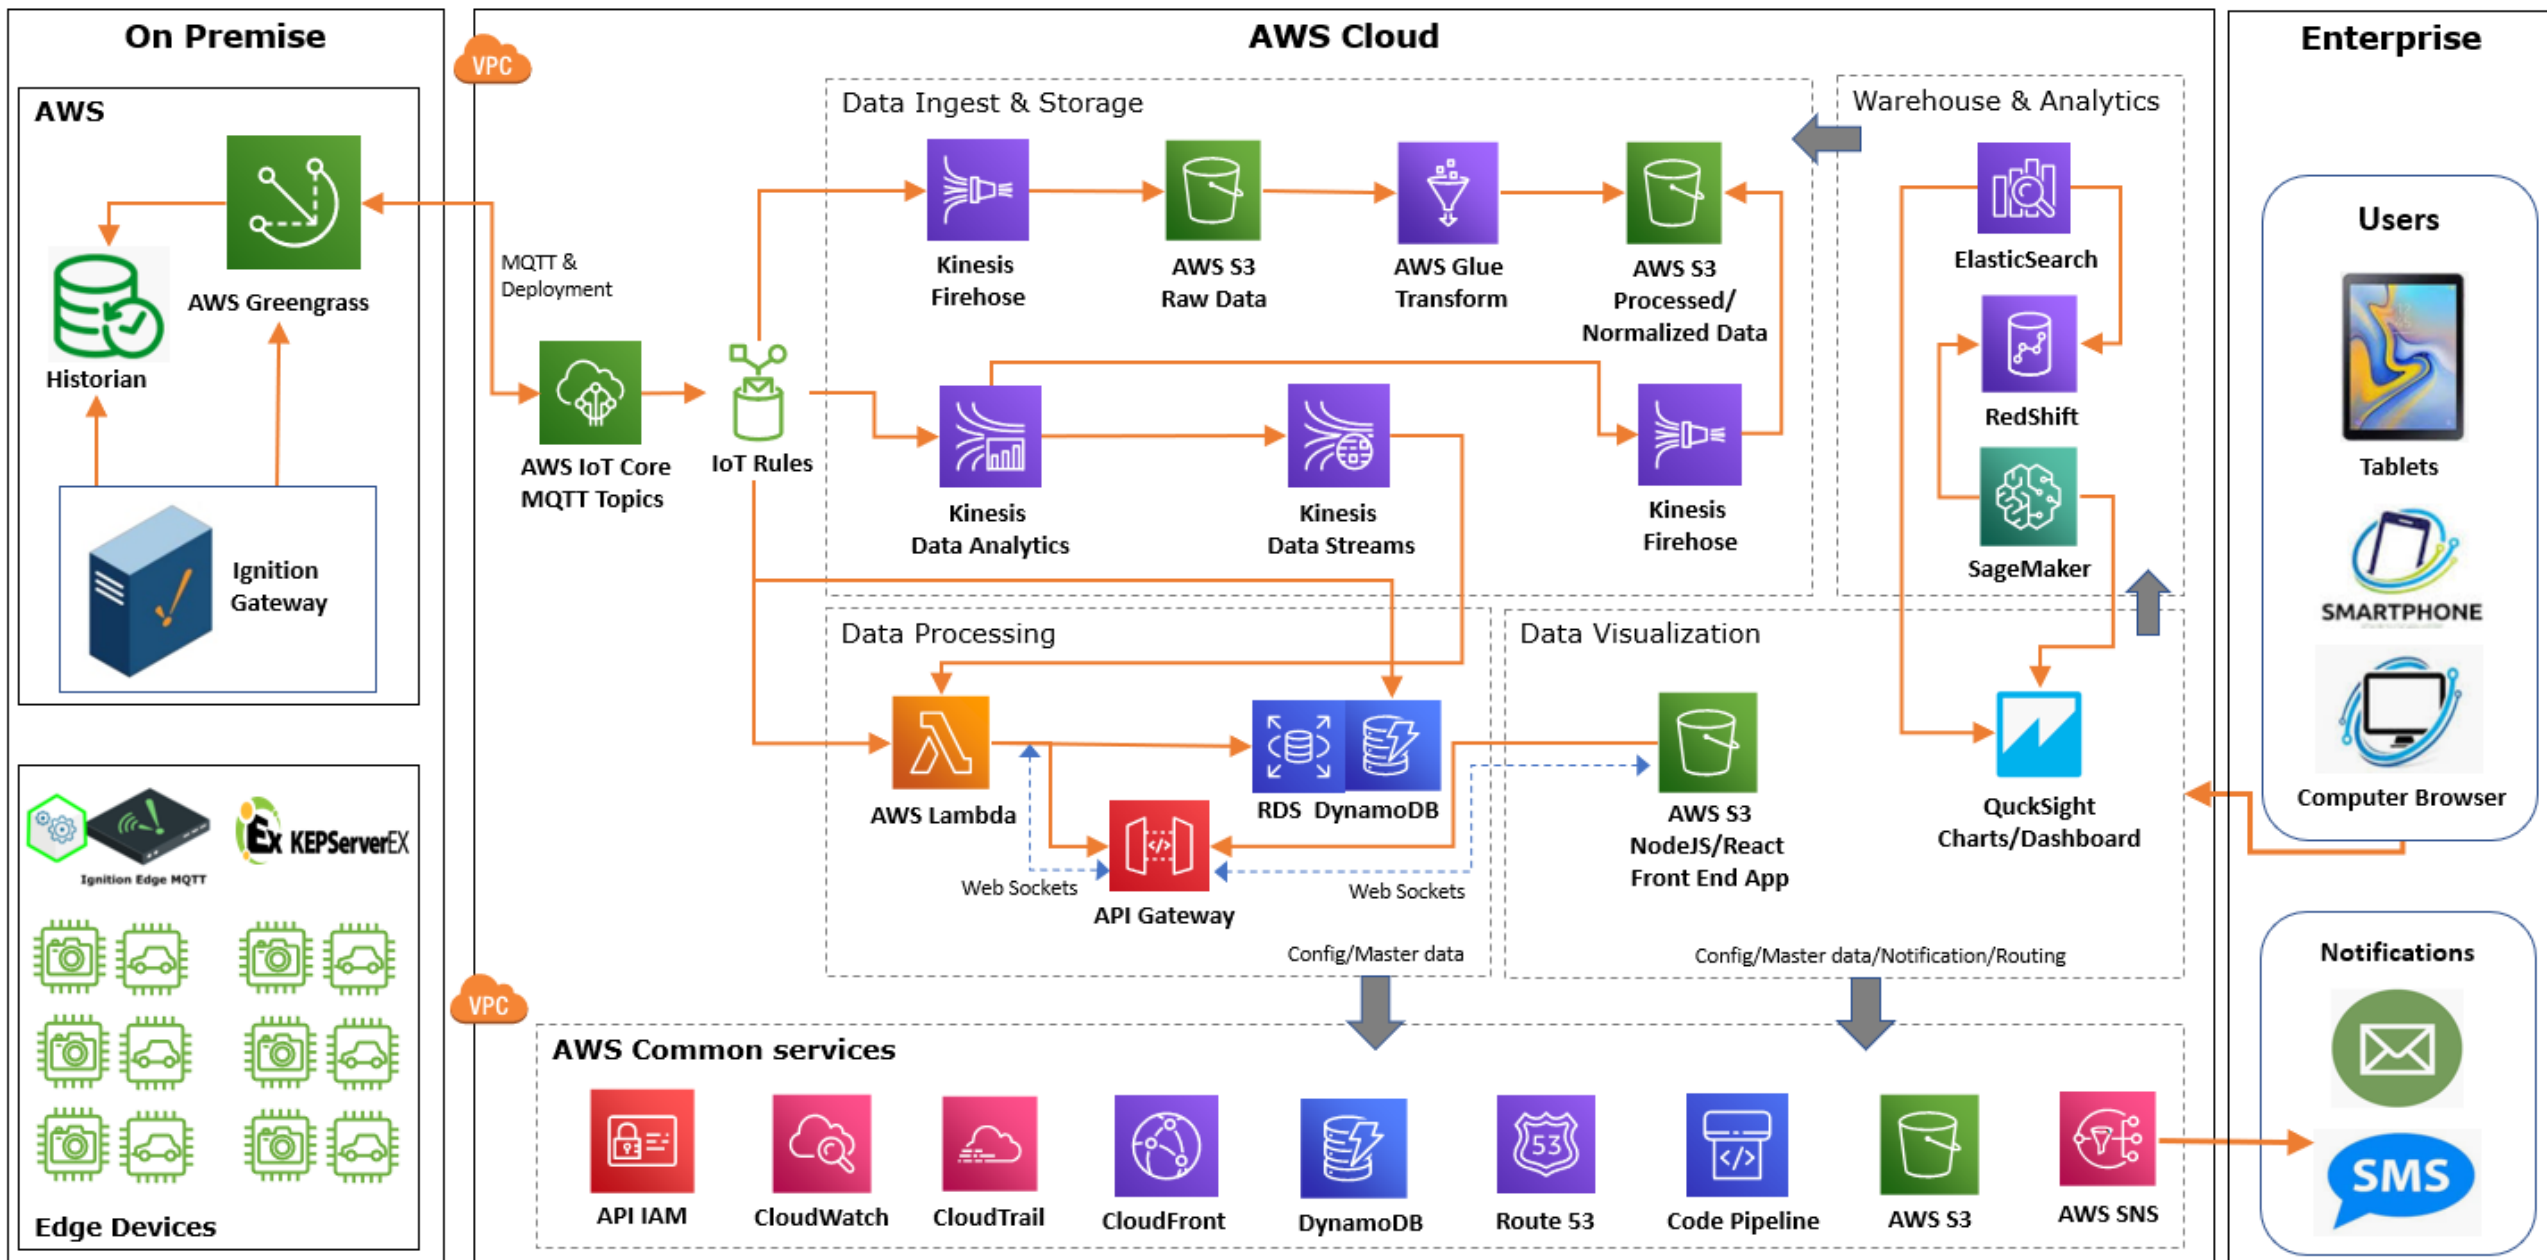 On Premise
AWS
AWS Greengrass
Historian
Ignition
Gateway
Ex KEPServerEX
Ignition Edge MQTT
Edge Devices
VPC
AWS Cloud
MQTT &
Deployment
AWS IoT Core
MQTT Topics
IoT Rules
Data Ingest & Storage
Kinesis
Firehose
AWS S3
Raw Data
AWS Glue
Transform
AWS S3
Processed/
Normalized Data
Kinesis
Data Analytics
Kinesis
Data Streams
Kinesis
Firehose
Warehouse & Analytics
ElasticSearch
RedShift
SageMaker
Data Processing
AWS Lambda
RDS
DynamoDB
Web Sockets
API Gateway
Web Sockets
Config/Master data
Data Visualization
AWS S3
NodeJS/React
Front End App
QuckSight
Charts/Dashboard
Config/Master data/Notification/Routing
VPC
AWS Common services
API IAM
CloudWatch
CloudTrail
CloudFront
DynamoDB
53
Route 53
Code Pipeline
AWS S3
AWS SNS
Enterprise
Users
Tablets
SMARTPHONE
Computer Browser
Notifications
SMS